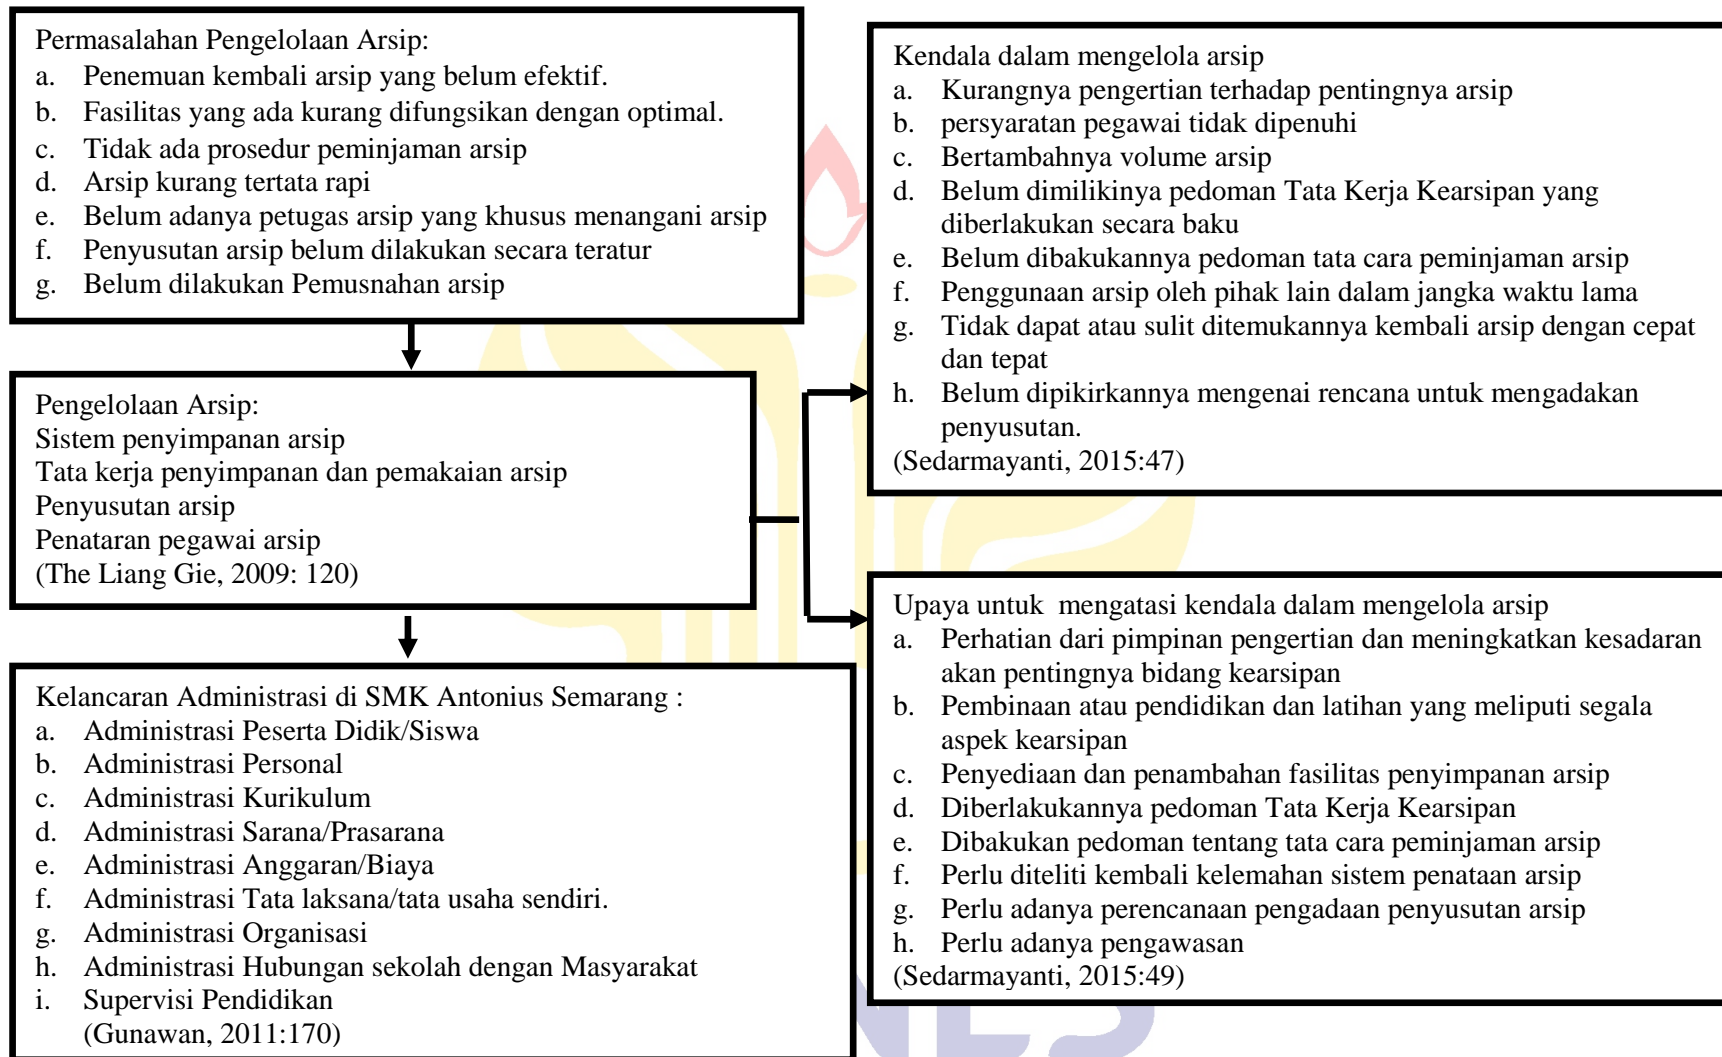 Permasalahan Pengelolaan Arsip:
a. Penemuan kembali arsip yang belum efektif.
b. Fasilitas yang ada kurang difungsikan dengan optimal.
c. Tidak ada prosedur peminjaman arsip
d. Arsip kurang tertata rapi
e. Belum adanya petugas arsip yang khusus menangani arsip
f. Penyusutan arsip belum dilakukan secara teratur
g. Belum dilakukan Pemusnahan arsip
Pengelolaan Arsip:
Sistem penyimpanan arsip
Tata kerja penyimpanan dan pemakaian arsip
Penyusutan arsip
Penataran pegawai arsip
(The Liang Gie, 2009: 120)
Kelancaran Administrasi di SMK Antonius Semarang :
a. Administrasi Peserta Didik/Siswa
b. Administrasi Personal
c. Administrasi Kurikulum
d. Administrasi Sarana/Prasarana
e. Administrasi Anggaran/Biaya
f. Administrasi Tata laksana/tata usaha sendiri.
g. Administrasi Organisasi
h. Administrasi Hubungan sekolah dengan Masyarakat
i. Supervisi Pendidikan
(Gunawan, 2011:170)
Kendala dalam mengelola arsip
a. Kurangnya pengertian terhadap pentingnya arsip
b. persyaratan pegawai tidak dipenuhi
c. Bertambahnya volume arsip
d. Belum dimilikinya pedoman Tata Kerja Kearsipan yang
diberlakukan secara baku
e. Belum dibakukannya pedoman tata cara peminjaman arsip
f. Penggunaan arsip oleh pihak lain dalam jangka waktu lama
g. Tidak dapat atau sulit ditemukannya kembali arsip dengan cepat
dan tepat
h. Belum dipikirkannya mengenai rencana untuk mengadakan
penyusutan.
(Sedarmayanti, 2015:47)
Upaya untuk mengatasi kendala dalam mengelola arsip
a. Perhatian dari pimpinan pengertian dan meningkatkan kesadaran
akan pentingnya bidang kearsipan
b. Pembinaan atau pendidikan dan latihan yang meliputi segala
aspek kearsipan
c. Penyediaan dan penambahan fasilitas penyimpanan arsip
d. Diberlakukannya pedoman Tata Kerja Kearsipan
e. Dibakukan pedoman tentang tata cara peminjaman arsip
f. Perlu diteliti kembali kelemahan sistem penataan arsip
g. Perlu adanya perencanaan pengadaan penyusutan arsip
h. Perlu adanya pengawasan
(Sedarmayanti, 2015:49)